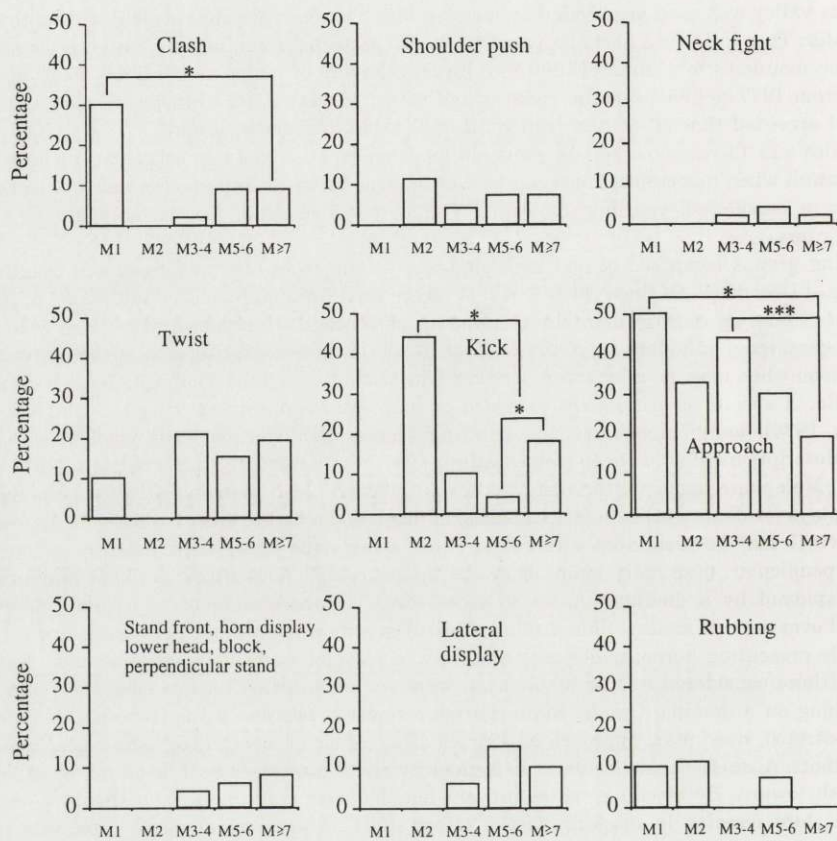 Clash
Shoulder push
Neck fight
Percentage
50
40
30
20
10
0
*
M1 M2 M3-4 M5-6 M≥7
50
40
30
20
10
0
M1 M2 M3-4 M5-6 M≥7
50
40
30
20
10
0
M1 M2 M3-4 M5-6 M≥7
Twist
Kick
Approach
Percentage
50
40
30
20
10
0
M1 M2 M3-4 M5-6 M≥7
50
40
30
20
10
0
*
*
M1 M2 M3-4 M5-6 M≥7
50
40
30
20
10
0
*
***
M1 M2 M3-4 M5-6 M≥7
Stand front, horn display
lower head, block,
perpendicular stand
Lateral
display
Rubbing
Percentage
50
40
30
20
10
0
M1 M2 M3-4 M5-6 M≥7
50
40
30
20
10
0
M1 M2 M3-4 M5-6 M≥7
50
40
30
20
10
0
M1 M2 M3-4 M5-6 M≥7